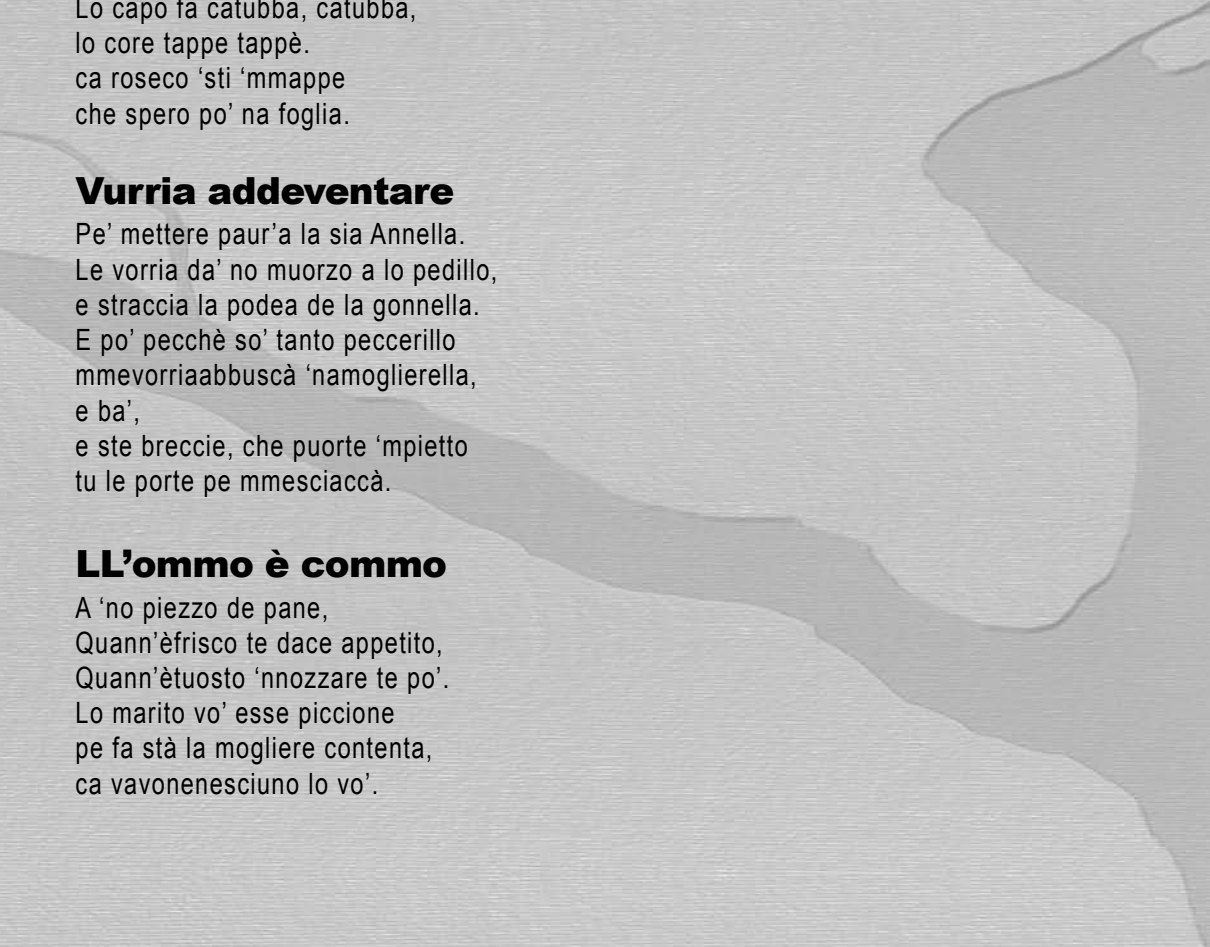 Lo capo fa catubba, catubba,
lo core tappe tappè.
ca roseco ‘sti ‘mmappe
che spero po’ na foglia.
Vurria addeventare
Pe’ mettere paur’a la sia Annella.
Le vorria da’ no muorzo a lo pedillo,
e straccia la podea de la gonnella.
E po’ pecchè so’ tanto peccerillo
mmevorriaabbuscà ‘namoglierella,
e ba’,
e ste breccie, che puorte ‘mpietto
tu le porte pe mmesciaccà.
LL’ommo è commo
A ‘no piezzo de pane,
Quann’èfrisco te dace appetito,
Quann’ètuosto ‘nnozzare te po’.
Lo marito vo’ esse piccione
pe fa stà la mogliere contenta,
ca vavonenesciuno lo vo’.